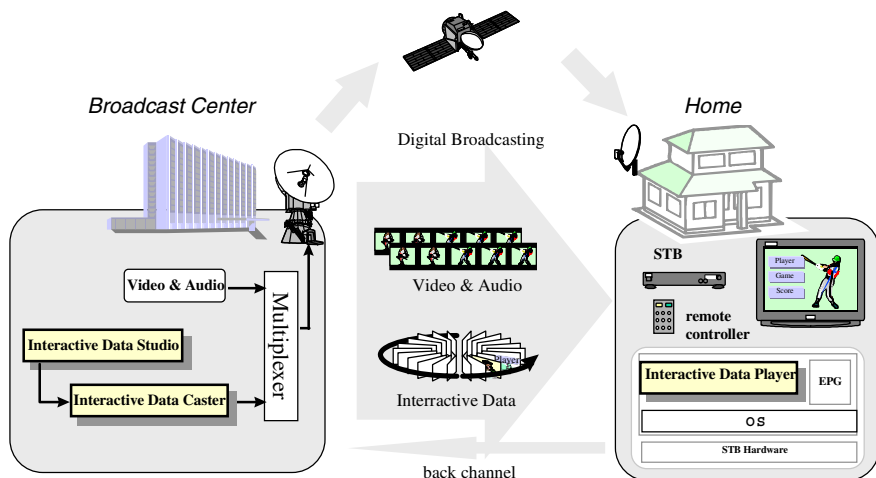 Broadcast Center
Home
Digital Broadcasting
Video & Audio
Interractive Data
back channel
Video & Audio
Interactive Data Studio
Interactive Data Caster
Multiplexer
STB
remote
controller
Player
Game
Score
Player
Interactive Data Player
EPG
OS
STB Hardware